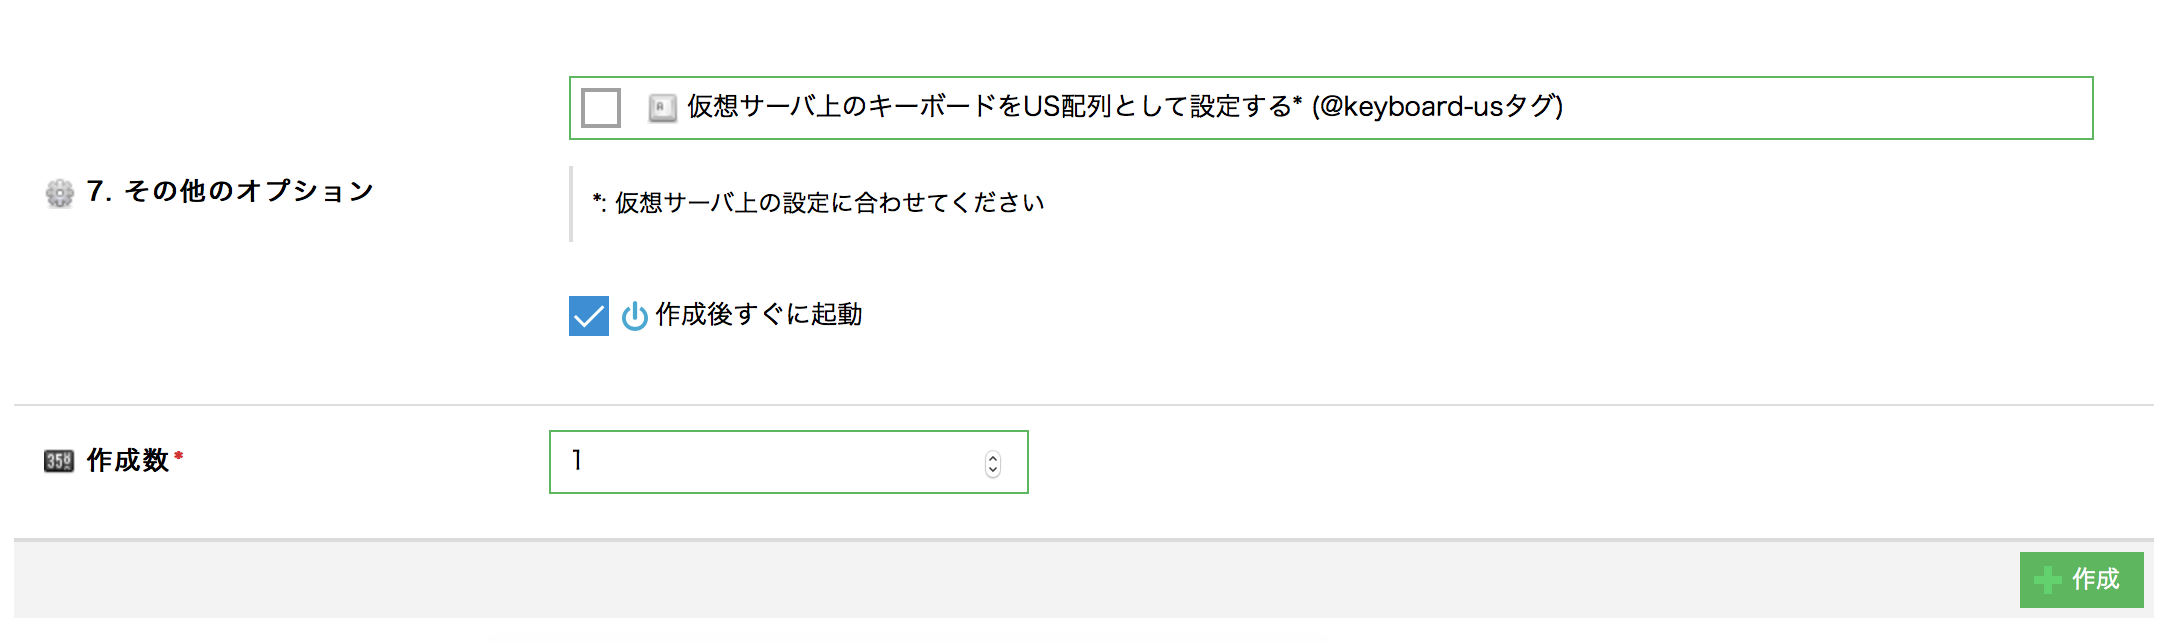 仮想サーバ上のキーボードをUS配列として設定する* (@keyboard-usタグ)
7. その他のオプション
*: 仮想サーバ上の設定に合わせてください
作成後すぐに起動
作成数*
1
作成